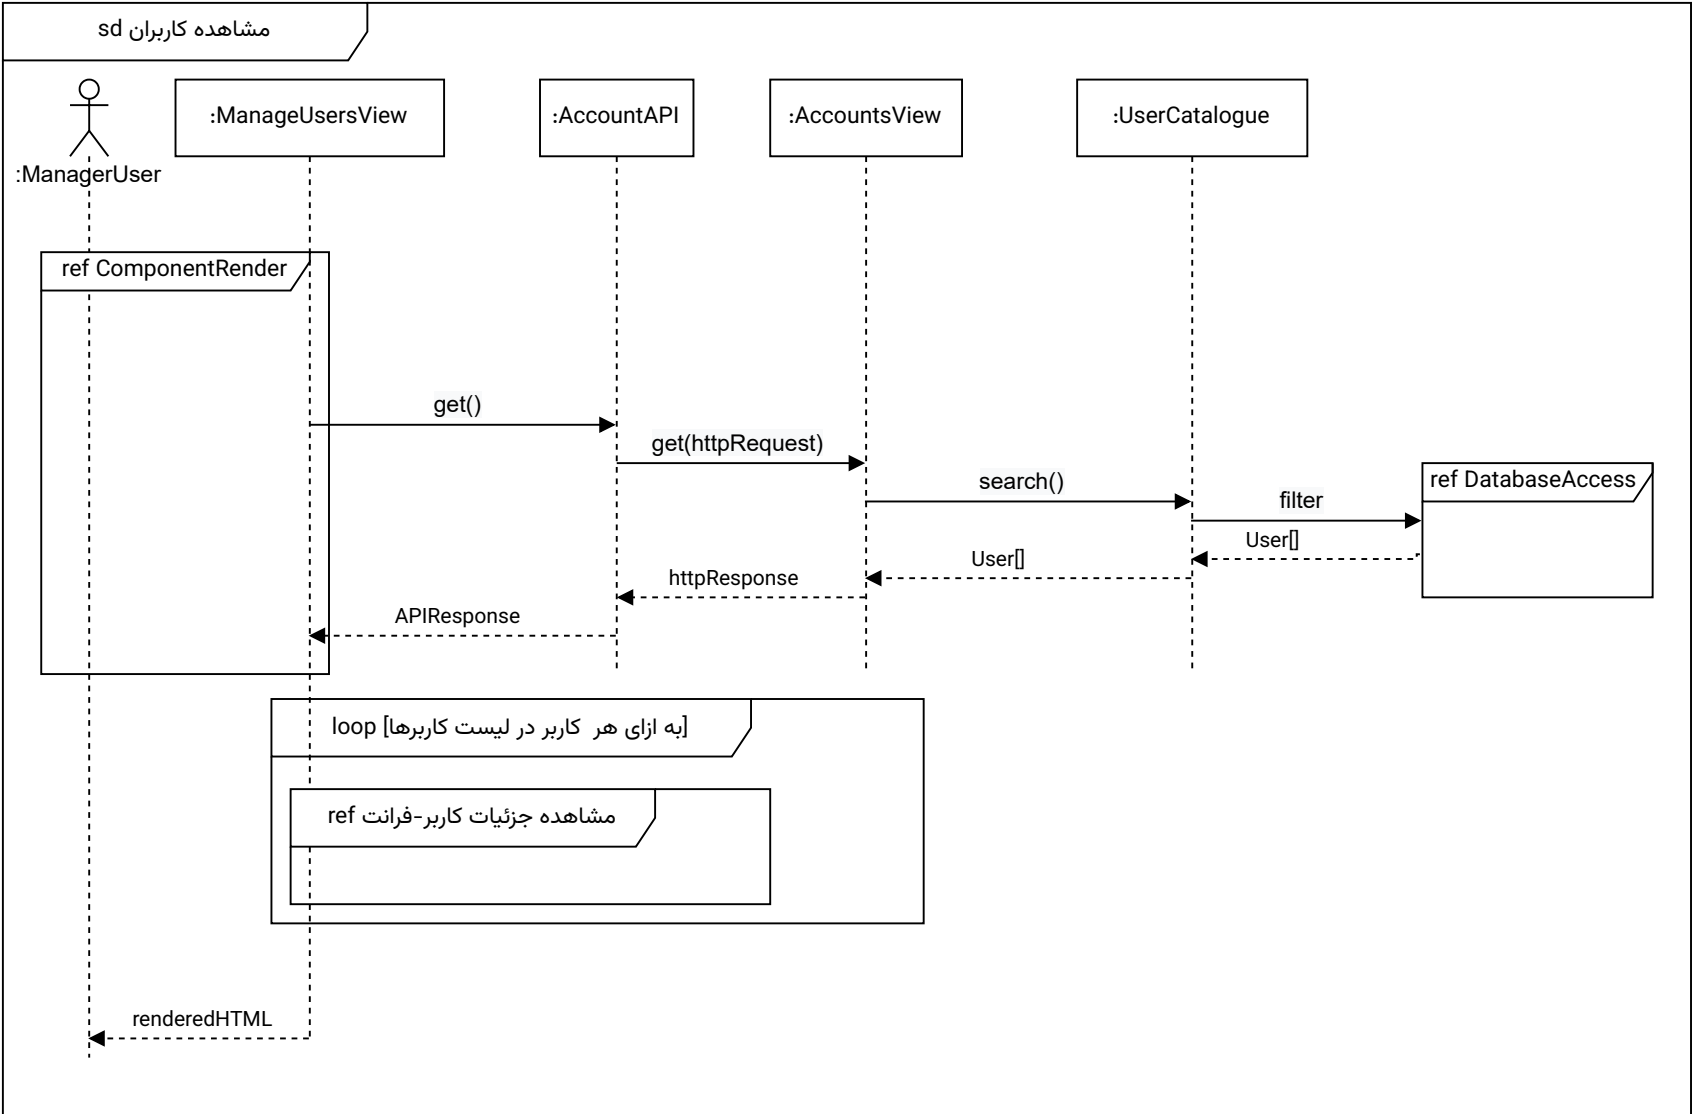 sd مشاهده کاربران
:ManagerUser
:ManageUsersView
:AccountAPI
:AccountsView
:UserCatalogue
ref ComponentRender
get()
get(httpRequest)
search()
ref DatabaseAccess
filter
User[]
User[]
httpResponse
APIResponse
loop [به ازای هر  کاربر در لیست کاربرها]
ref مشاهده جزئیات کاربر-فرانت
renderedHTML